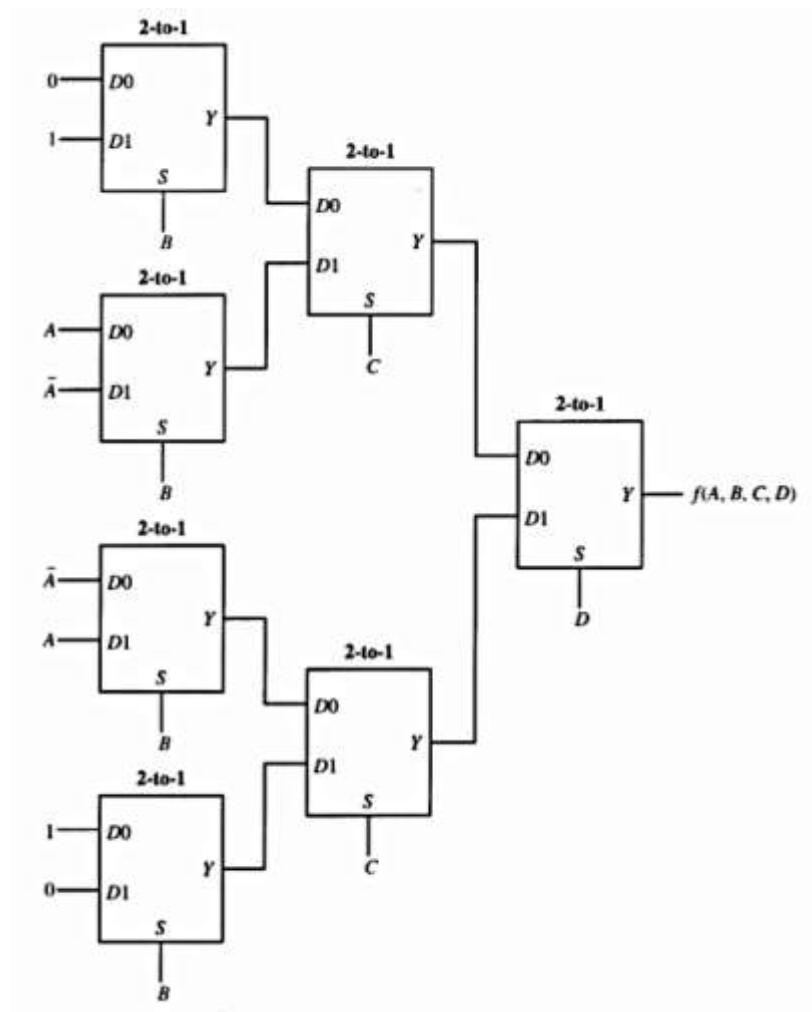 2-to-1
0
D0
Y
1
D1
S
B
2-to-1
D0
Y
D1
S
C
2-to-1
A
D0
Y
Ā
D1
S
B
2-to-1
D0
Y
f(A, B, C, D)
D1
S
D
2-to-1
Ā
D0
Y
A
D1
S
B
2-to-1
D0
Y
D1
S
C
2-to-1
1
D0
Y
0
D1
S
B